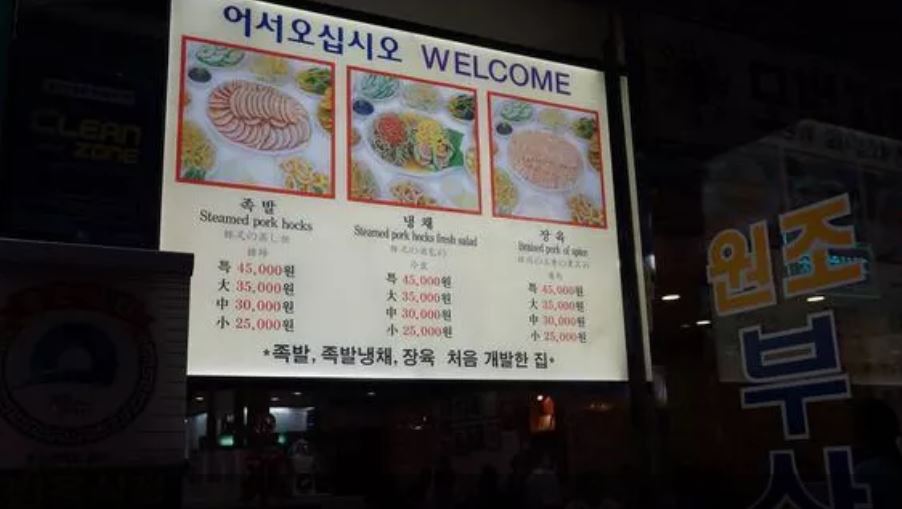 어서오십시오 WELCOME
족발
Steamed pork hocks
特 45,000원
大 35,000원
中 30,000원
小 25,000원
냉채
Steamed pork hocks fresh salad
特 45,000원
大 35,000원
中 30,000원
小 25,000원
장육
Braised pork of spice
特 45,000원
大 35,000원
中 30,000원
小 25,000원
*족발, 족발냉채, 장육 처음 개발한 집*
CLEAN
ZONE
원조
부산